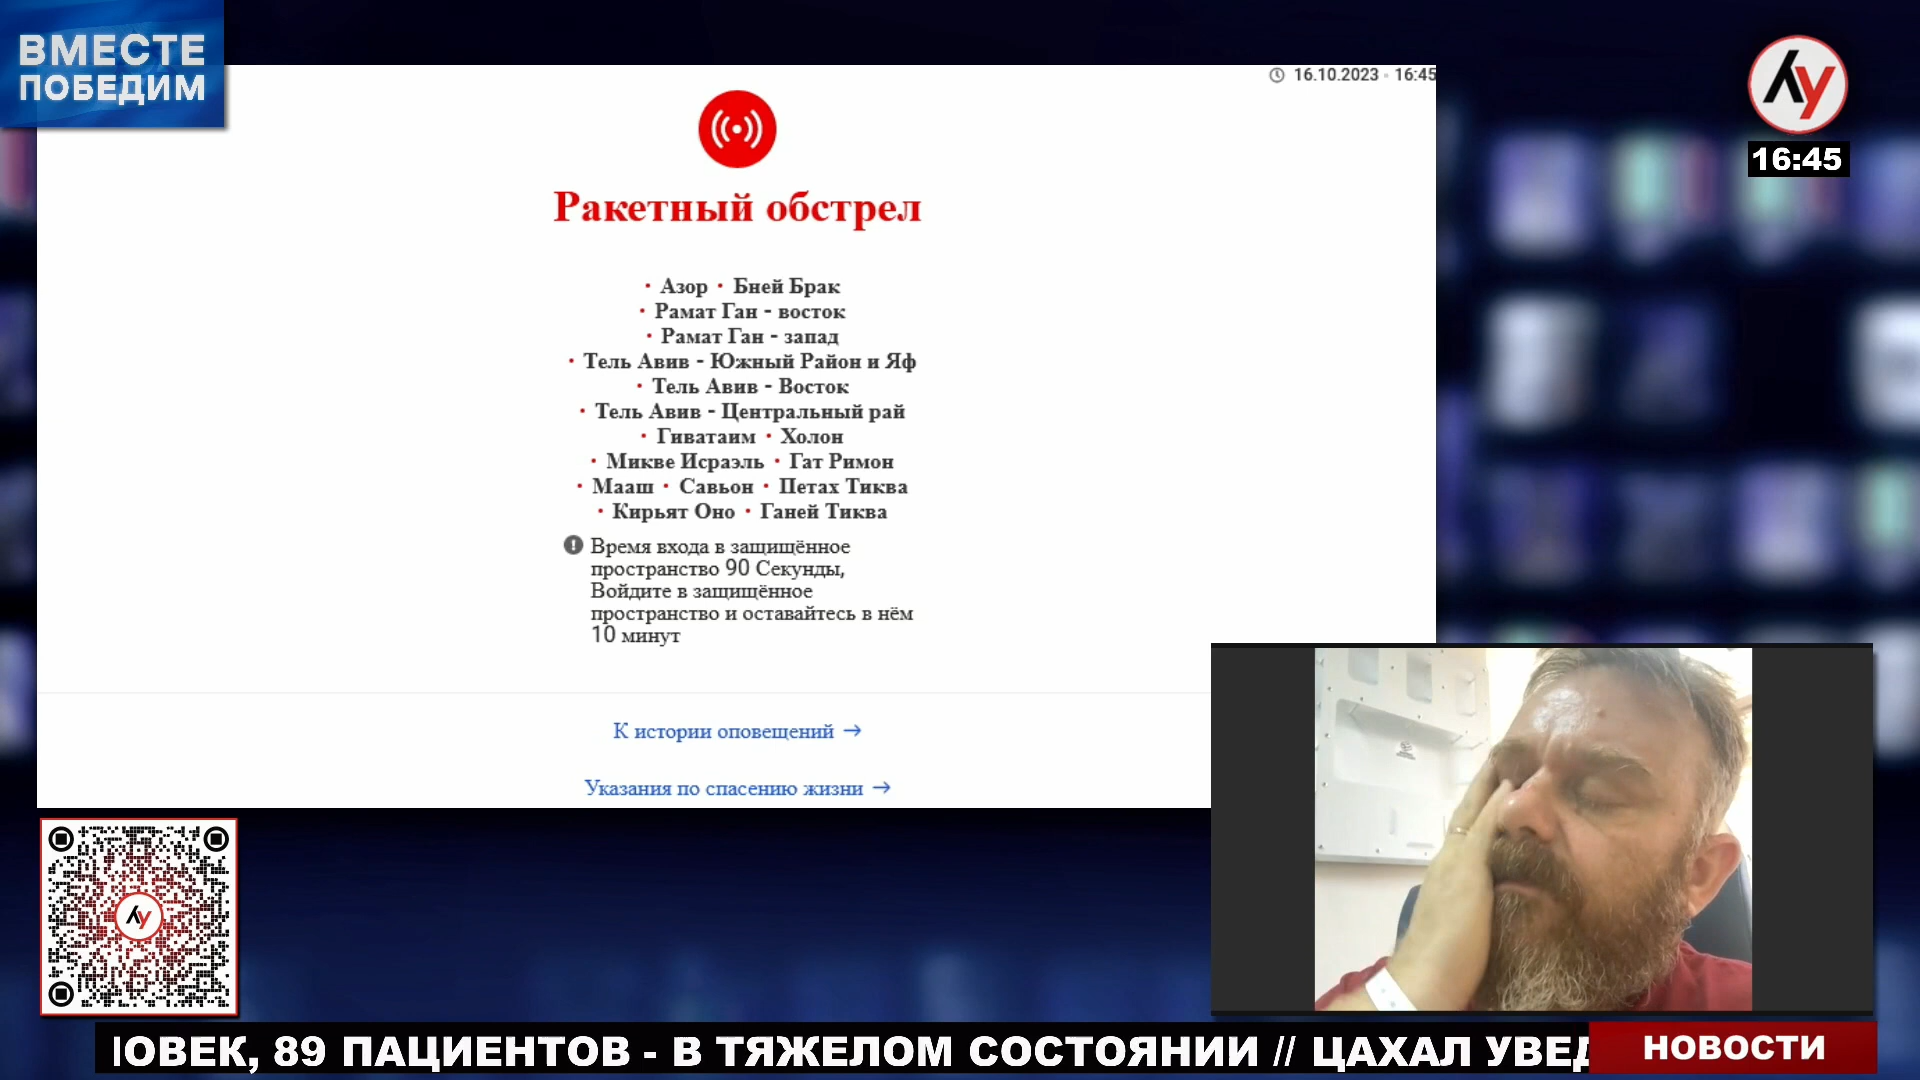 ВМЕСТЕ
ПОБЕДИМ
16.10.2023 • 16:45
лу
16:45
Ракетный обстрел
• Азор • Бней Брак
• Рамат Ган - восток
• Рамат Ган - запад
• Тель Авив - Южный Район и Яф
• Тель Авив - Восток
• Тель Авив - Центральный рай
• Гиватаим • Холон
• Микве Исраэль • Гат Римон
• Мааш • Савьон • Петах Тиква
• Кирьят Оно • Ганей Тиква
Время входа в защищённое
пространство 90 Секунды,
Войдите в защищённое
пространство и оставайтесь в нём
10 минут
К истории оповещений →
Указания по спасению жизни →
лу
ОВЕК, 89 ПАЦИЕНТОВ - В ТЯЖЕЛОМ СОСТОЯНИИ // ЦАХАЛ УВЕД
НОВОСТИ